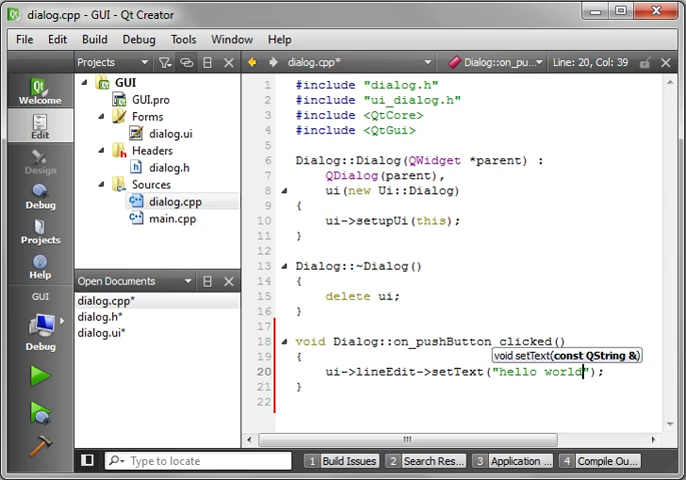 dialog.cpp - GUI - Qt Creator
File Edit Build Debug Tools Window Help
Projects
dialog.cpp*
Dialog::on_pu...
Line: 20, Col: 39
Qt
Welcome
Edit
Design
Debug
Projects
Help
GUI
Debug
GUI
GUI.pro
Forms
dialog.ui
Headers
h dialog.h
Sources
C++ dialog.cpp
C++ main.cpp
Open Documents
dialog.cpp*
dialog.h*
dialog.ui*
1 #include "dialog.h"
2 #include "ui_dialog.h"
3 #include <QtCore>
4 #include <QtGui>
5
6 Dialog::Dialog(QWidget *parent) :
7 QDialog(parent),
8 ui(new Ui::Dialog)
9 {
10 ui->setupUi(this);
11 }
12
13 Dialog::~Dialog()
14 {
15 delete ui;
16 }
17
18 void Dialog::on_pushButton_clicked()
void setText(const QString &)
19 {
20 ui->lineEdit->setText("hello world");
21 }
22
Type to locate
1 Build Issues
2 Search Res...
3 Application ...
4 Compile Ou...